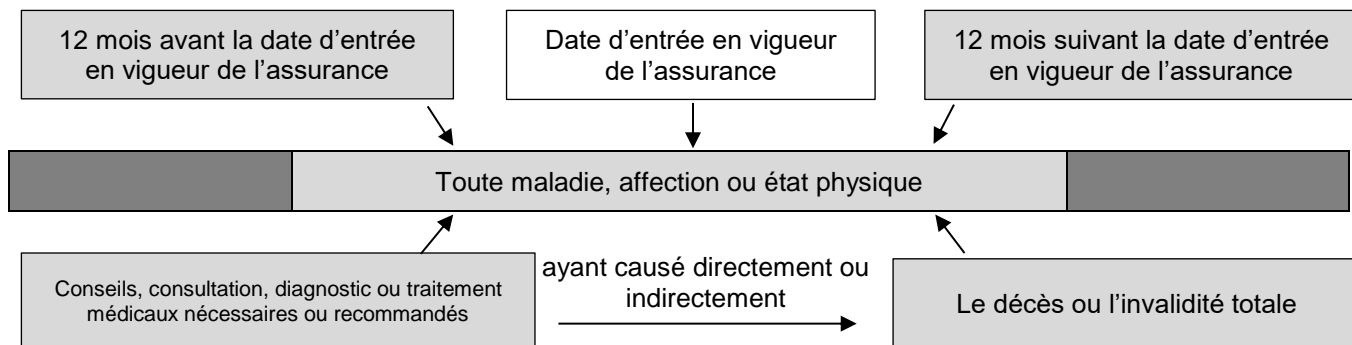 12 mois avant la date d’entrée
en vigueur de l’assurance
Date d’entrée en vigueur
de l’assurance
12 mois suivant la date d’entrée
en vigueur de l’assurance
Toute maladie, affection ou état physique
Conseils, consultation, diagnostic ou traitement
médicaux nécessaires ou recommandés
ayant causé directement ou
indirectement
Le décès ou l’invalidité totale